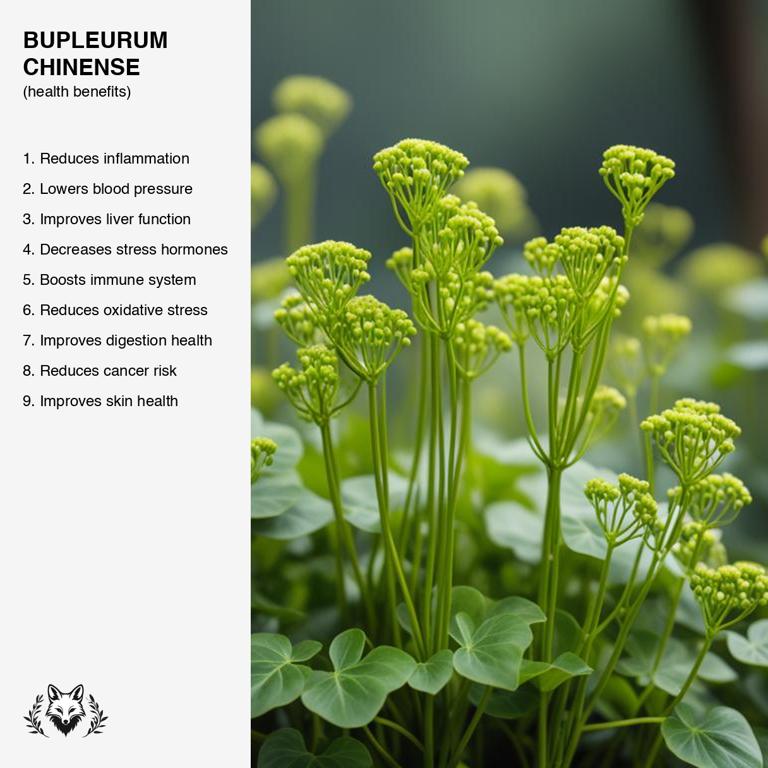 BUPLEURUM
CHINENSE
(health benefits)
1. Reduces inflammation
2. Lowers blood pressure
3. Improves liver function
4. Decreases stress hormones
5. Boosts immune system
6. Reduces oxidative stress
7. Improves digestion health
8. Reduces cancer risk
9. Improves skin health